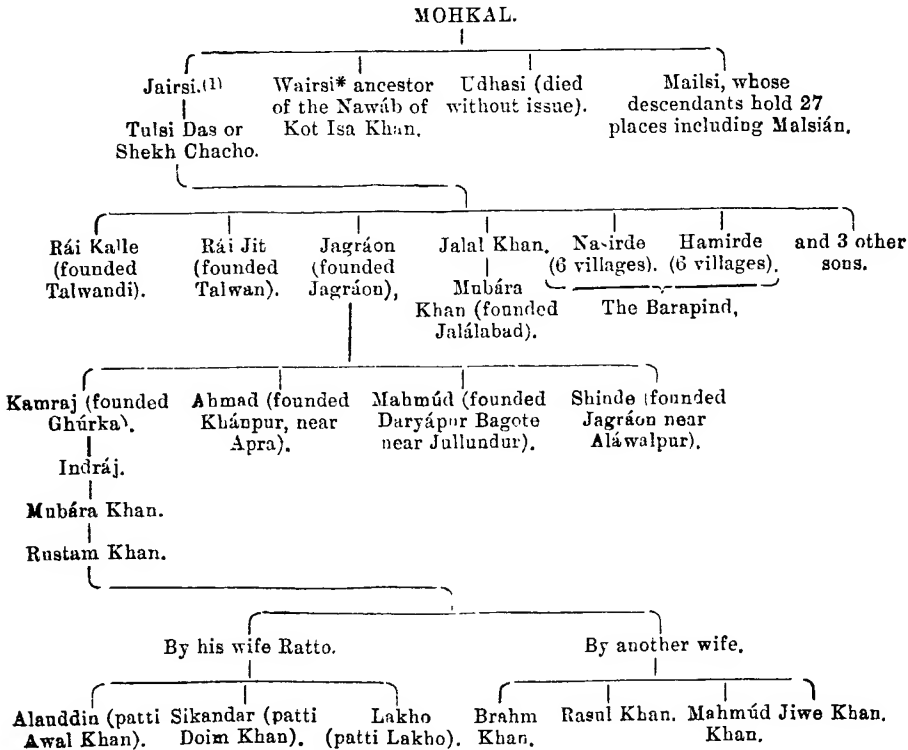 MOHKAL.
Jairsi.(1)
Wairsi* ancestor
of the Nawáb of
Kot Isa Khan.
Udhasi (died
without issue).
Mailsi, whose
descendants hold 27
places including Malsián.
Tulsi Das or
Shekh Chacho.
Rái Kalle
(founded
Talwandi).
Rái Jit
(founded
Talwan).
Jagráon
(founded
Jagráon),
Jalal Khan.
Mubára
Khan (founded
Jalálabad).
Nasirde
(6 villages).
Hamirde
(6 villages).
The Barapind,
and 3 other
sons.
Kamraj (founded
Ghúrka).
Ahmad (founded
Khánpur, near
Apra).
Mahmúd (founded
Daryápur Bagote
near Jullundur).
Shinde (founded
Jagráon near
Aláwalpur).
Indráj.
Mubára Khan.
Rustam Khan.
By his wife Ratto.
By another wife.
Alauddin (patti
Awal Khan).
Sikandar (patti
Doim Khan).
Lakho
(patti Lakho).
Brahm
Khan.
Rasul Khan.
Mahmúd
Khan.
Jiwe Khan.